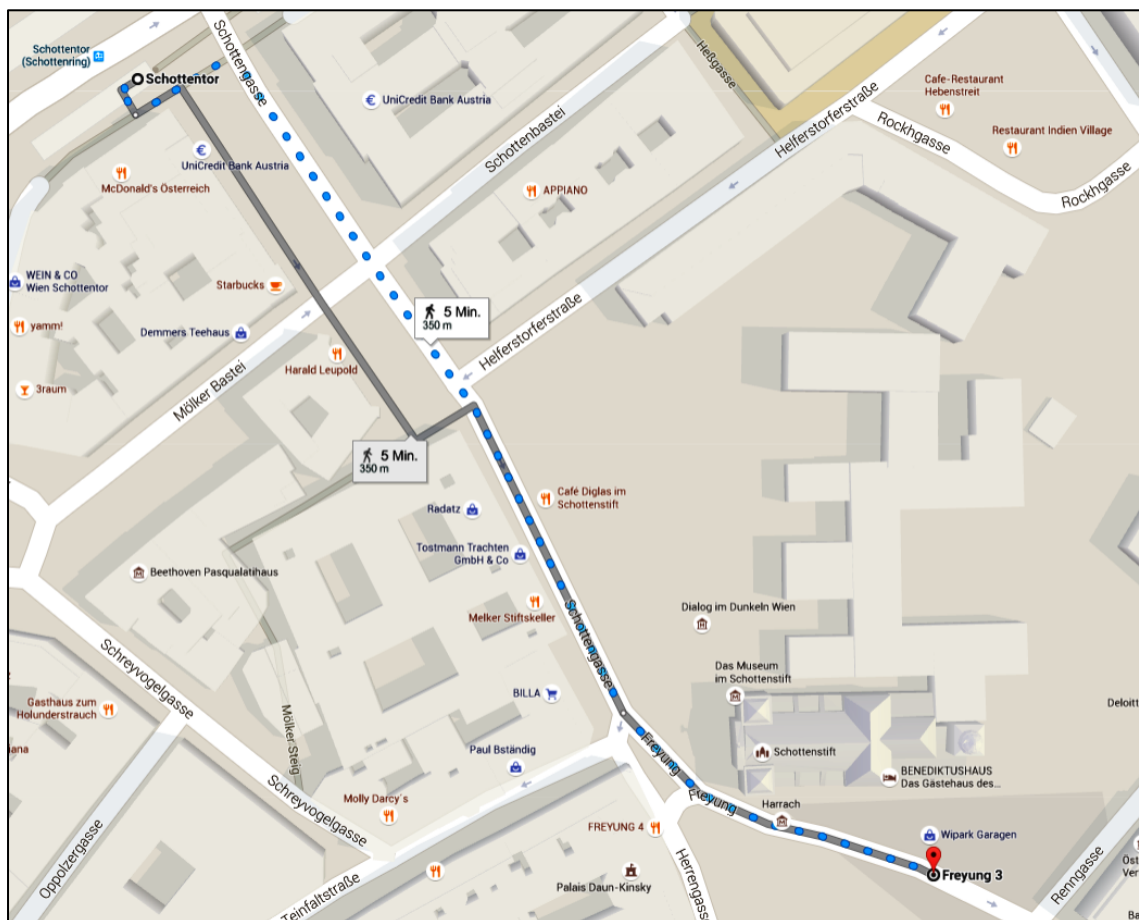 Schottentor
(Schottenring)
Schottentor
Schottengasse
UniCredit Bank Austria
UniCredit Bank Austria
McDonald's Österreich
Schottenbastei
Heßgasse
Helferstorferstraße
Cafe-Restaurant
Hebenstreit
Restaurant Indien Village
Rockhgasse
Rockhgasse
APPIANO
WEIN & CO
Wien Schottentor
Starbucks
yamm!
Demmers Teehaus
3raum
Harald Leupold
Mölker Bastei
5 Min.
350 m
Helferstorferstraße
5 Min.
350 m
Radatz
Café Diglas im
Schottenstift
Tostmann Trachten
GmbH & Co
Beethoven Pasqualatihaus
Melker Stiftskeller
Schottengasse
Dialog im Dunkeln Wien
Das Museum
im Schottenstift
Schreyvogelgasse
Gasthaus zum
Holunderstrauch
iana
BILLA
Mölker Steig
Paul Bständig
Freyung
Freyung
Schottenstift
BENEDIKTUSHAUS
Das Gästehaus des...
Deloitt
Molly Darcy's
Schreyvogelgasse
Oppolzergasse
Harrach
FREYUNG 4
Wipark Garagen
Freyung 3
Renngasse
Palais Daun-Kinsky
Herrengasse
Teinfaltstraße
Öst
Ver
Ba